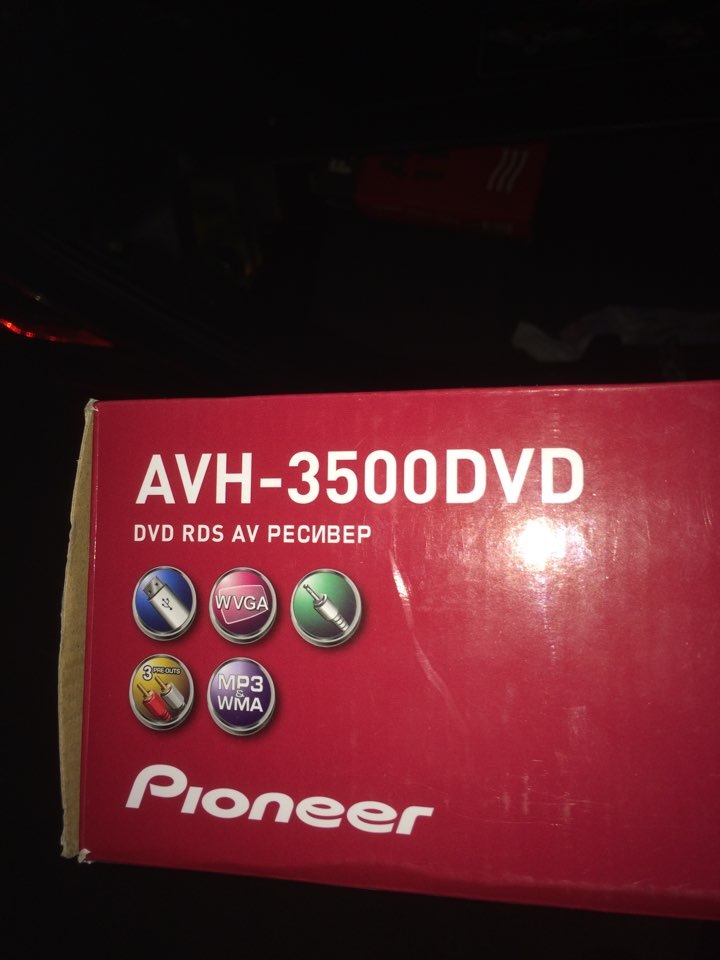 AVH-3500DVD
DVD RDS AV РЕСИВЕР
WVGA
3 PRE OUTS
MP3
&
WMA
Pioneer